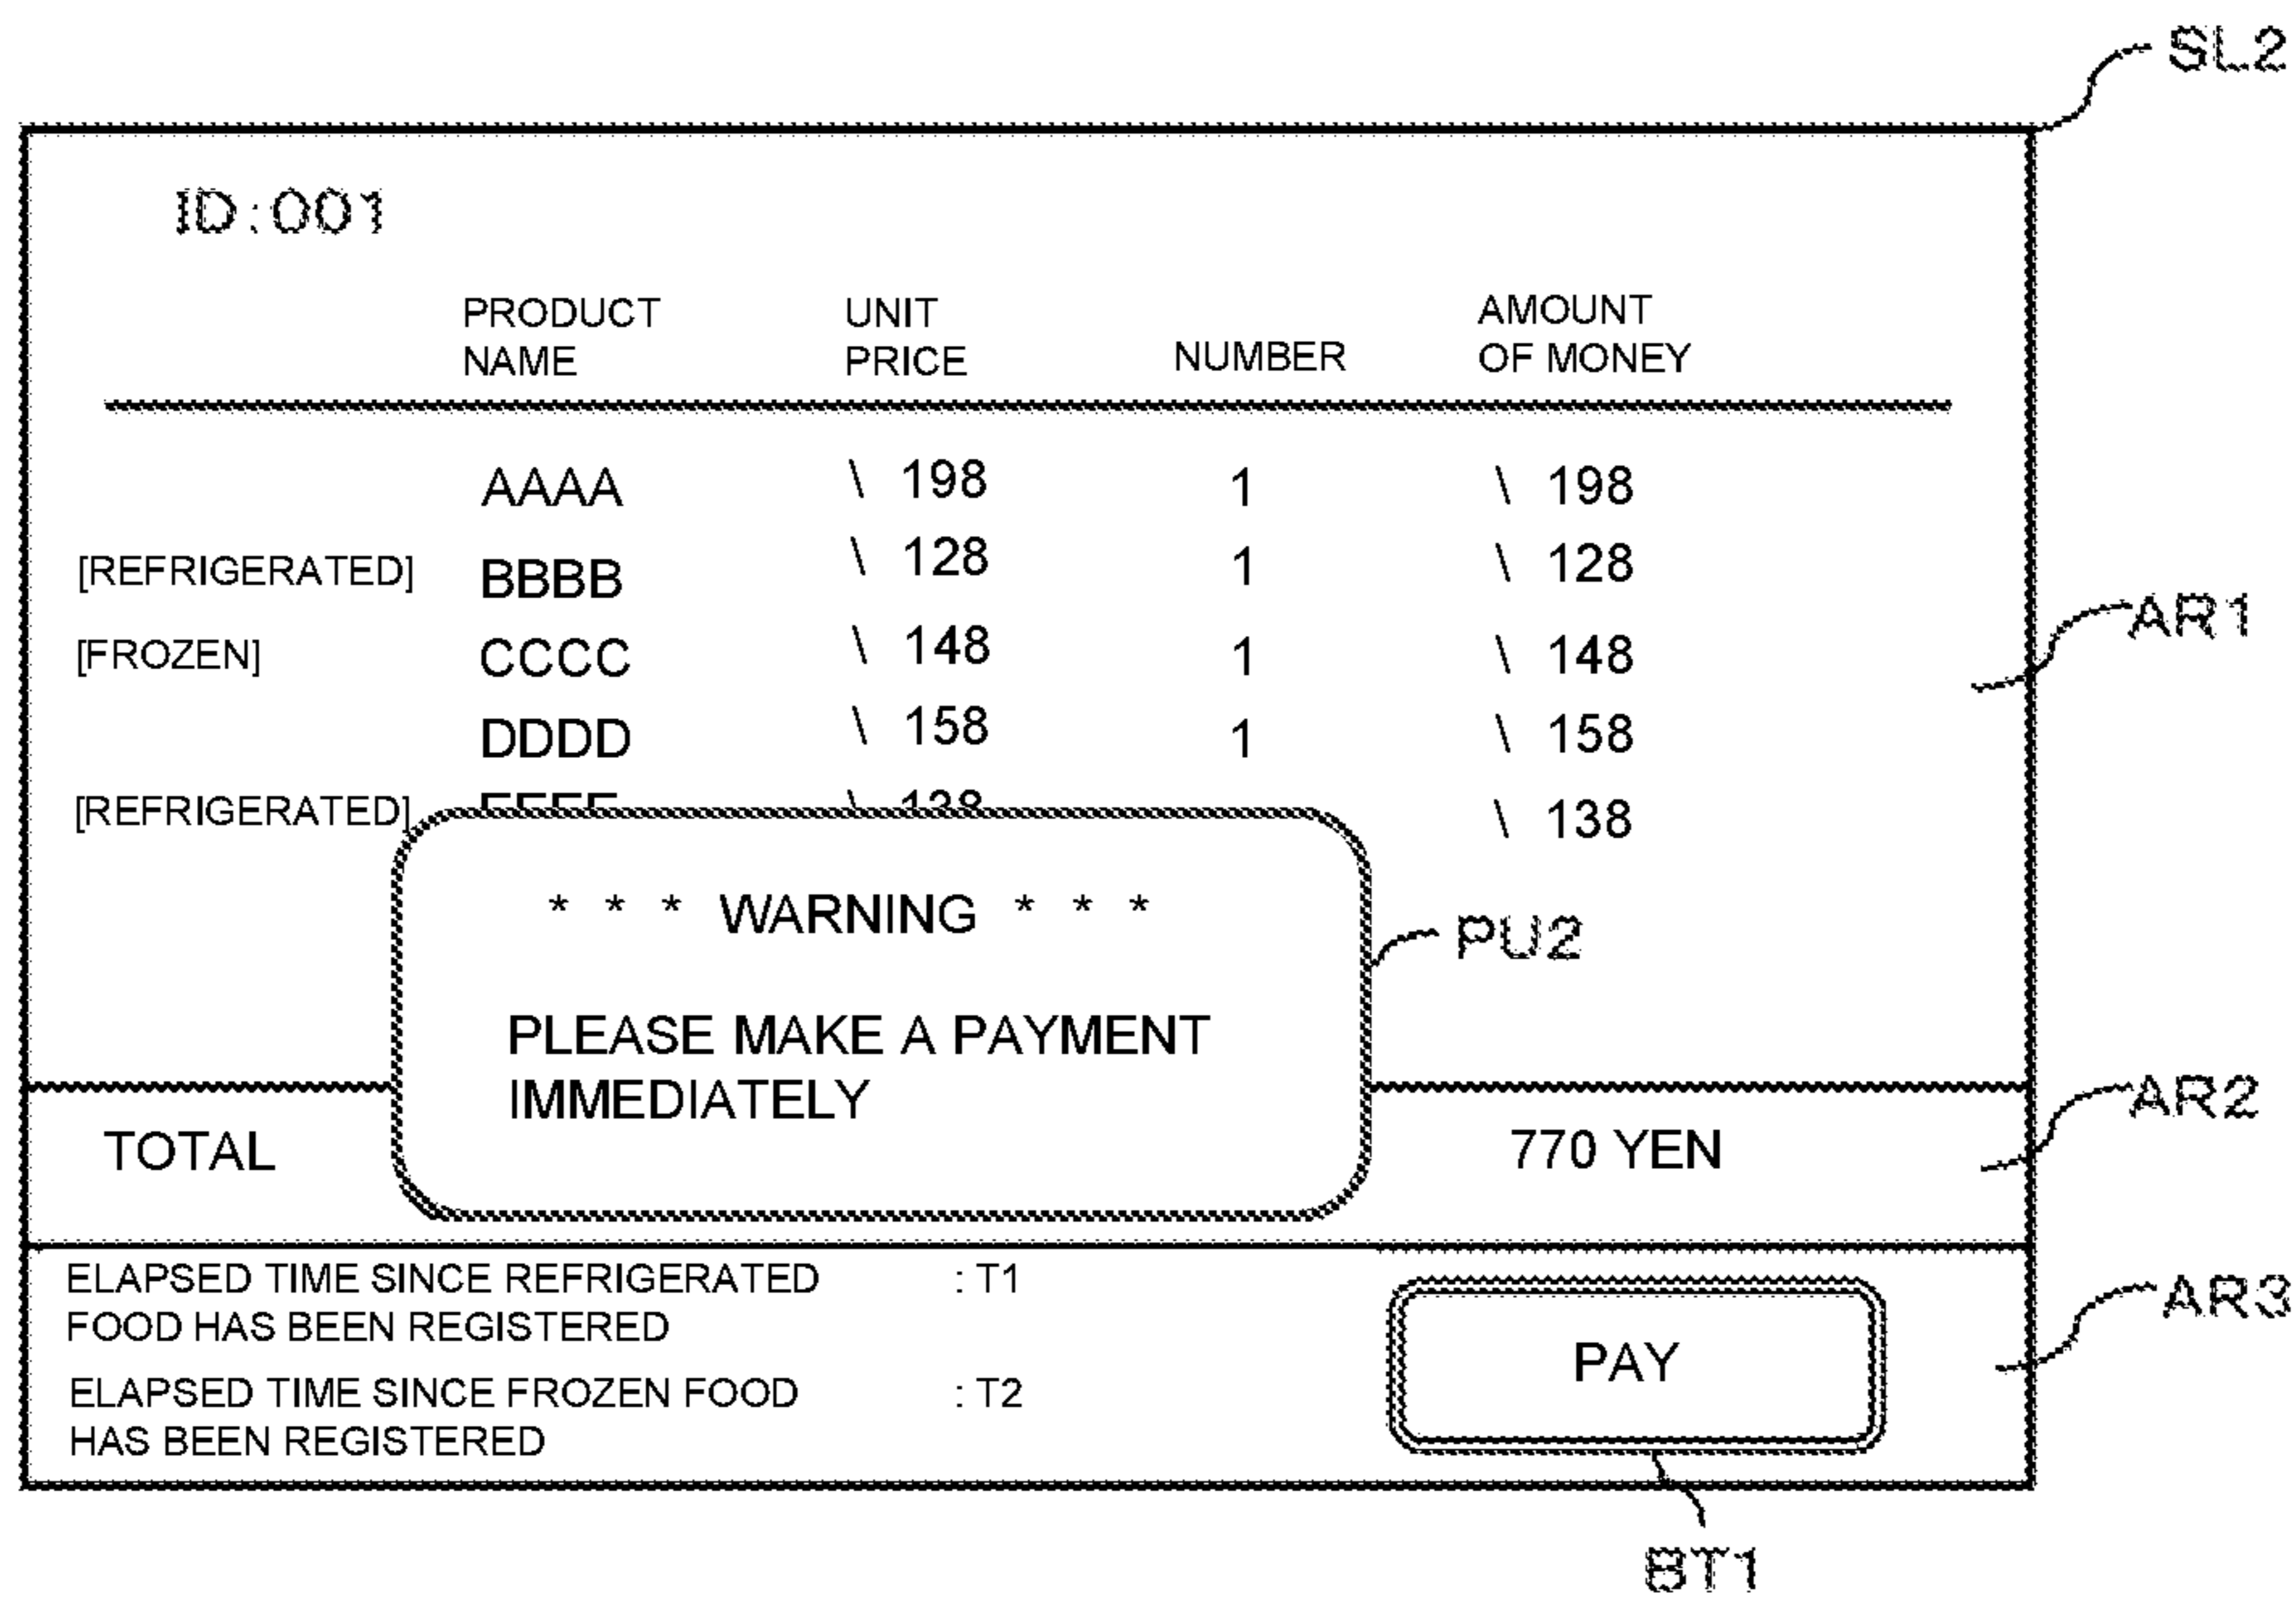 SL2
ID:001
PRODUCT NAME UNIT PRICE NUMBER AMOUNT OF MONEY
AAAA \ 198 1 \ 198
[REFRIGERATED] BBBB \ 128 1 \ 128
[FROZEN] CCCC \ 148 1 \ 148
AR1
DDDD \ 158 1 \ 158
[REFRIGERATED] \ 138 \ 138
* * * WARNING * * *
PU2
PLEASE MAKE A PAYMENT
IMMEDIATELY
AR2
TOTAL 770 YEN
ELAPSED TIME SINCE REFRIGERATED : T1
FOOD HAS BEEN REGISTERED
AR3
PAY
ELAPSED TIME SINCE FROZEN FOOD : T2
HAS BEEN REGISTERED
BT1